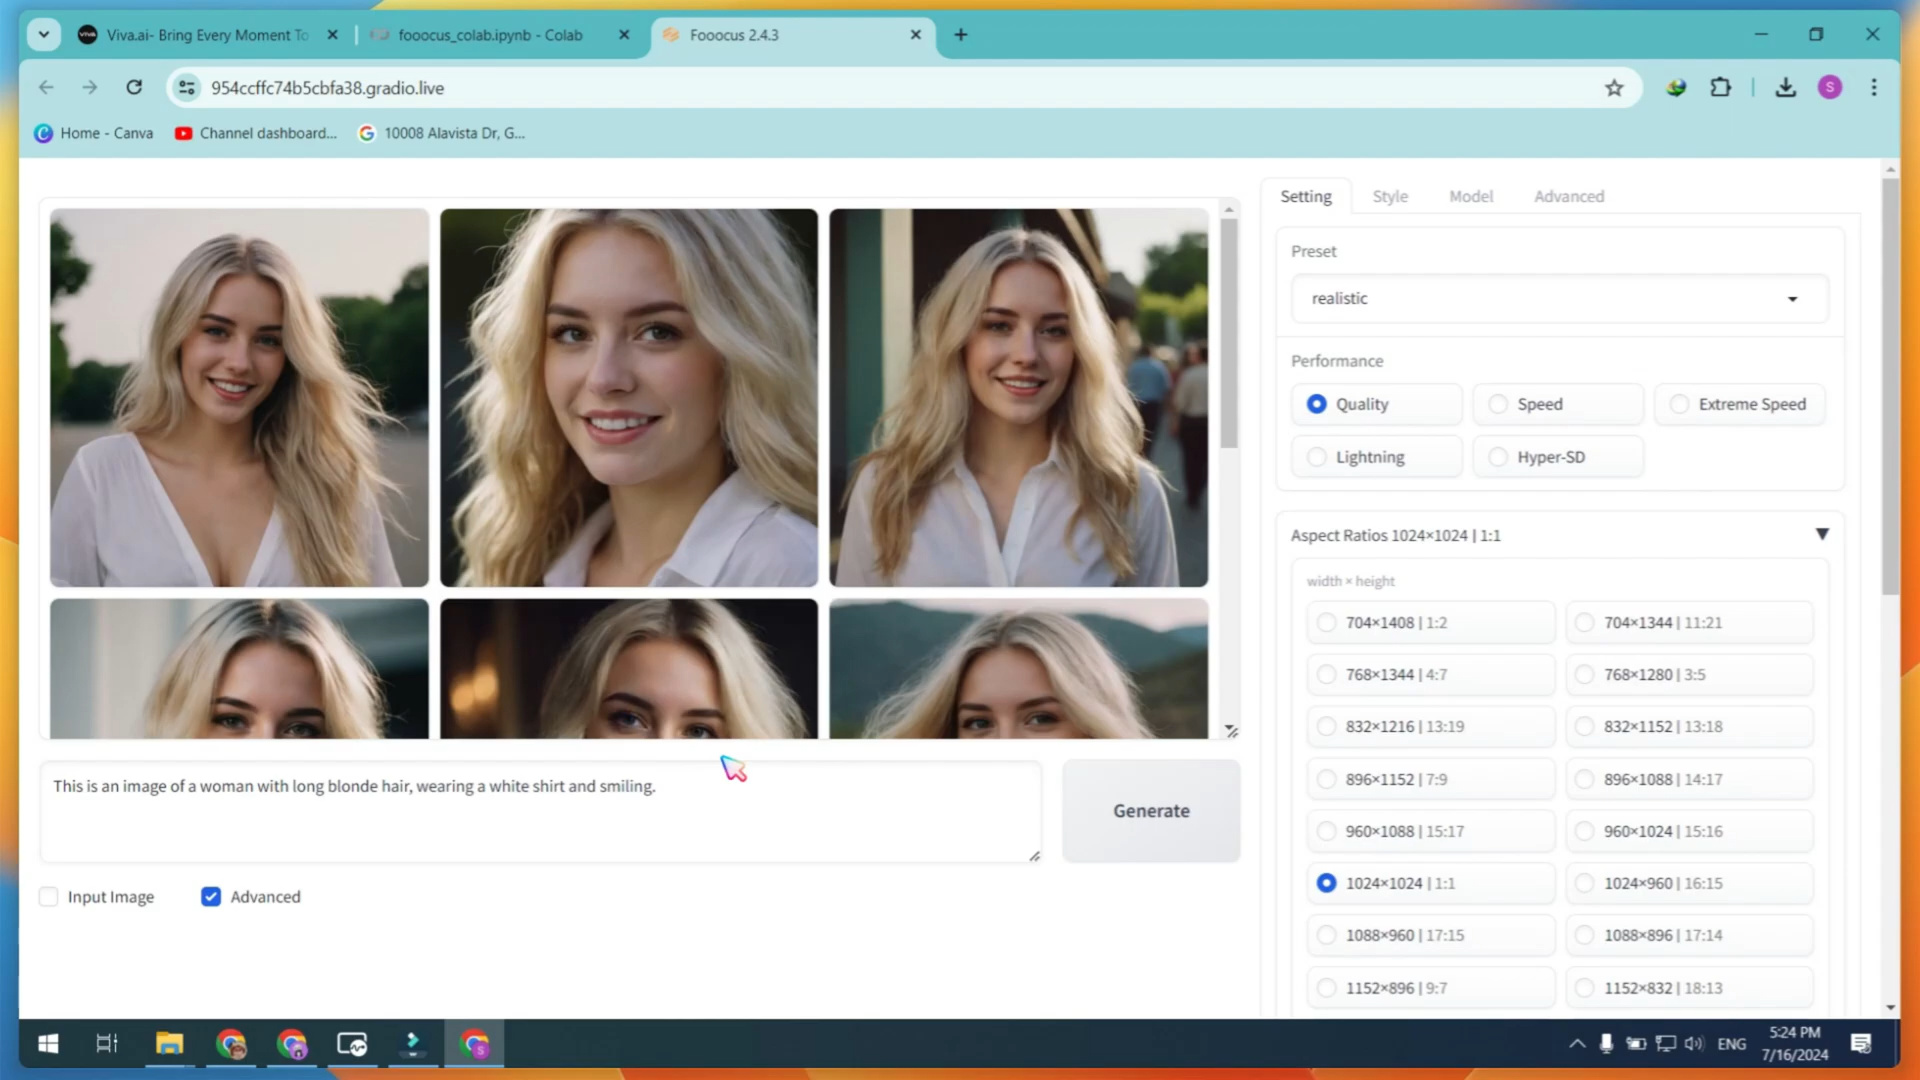 Viva.ai- Bring Every Moment To
fooocus_colab.ipynb - Colab
Fooocus 2.4.3
954ccffc74b5cbfa38.gradio.live
S
Home - Canva
Channel dashboard...
10008 Alavista Dr, G...
Setting
Style
Model
Advanced
Preset
realistic
Performance
Quality
Speed
Extreme Speed
Lightning
Hyper-SD
Aspect Ratios 1024×1024 | 1:1
width × height
704×1408 | 1:2
704×1344 | 11:21
768×1344 | 4:7
768×1280 | 3:5
832×1216 | 13:19
832×1152 | 13:18
896×1152 | 7:9
896×1088 | 14:17
960×1088 | 15:17
960×1024 | 15:16
1024×1024 | 1:1
1024×960 | 16:15
1088×960 | 17:15
1088×896 | 17:14
1152×896 | 9:7
1152×832 | 18:13
This is an image of a woman with long blonde hair, wearing a white shirt and smiling.
Generate
Input Image
Advanced
ENG
5:24 PM
7/16/2024